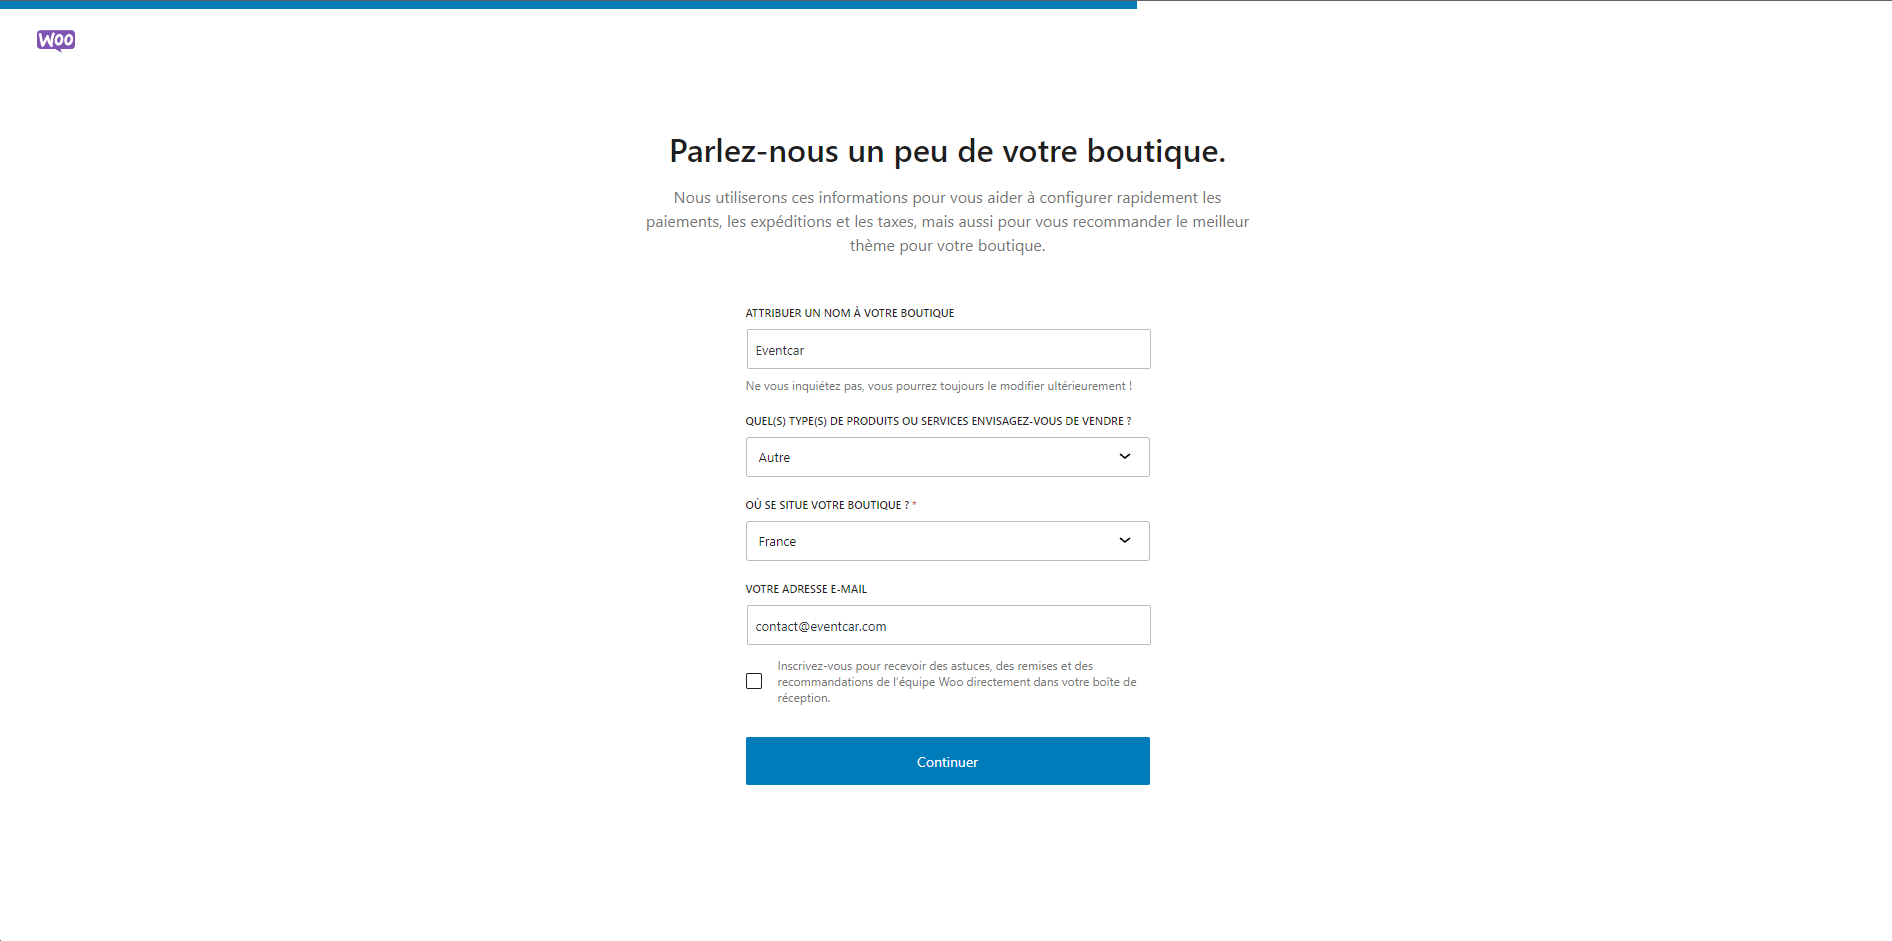 Woo
Parlez-nous un peu de votre boutique.
Nous utiliserons ces informations pour vous aider à configurer rapidement les
paiements, les expéditions et les taxes, mais aussi pour vous recommander le meilleur
thème pour votre boutique.
ATTRIBUER UN NOM À VOTRE BOUTIQUE
Eventcar
Ne vous inquiétez pas, vous pourrez toujours le modifier ultérieurement !
QUEL(S) TYPE(S) DE PRODUITS OU SERVICES ENVISAGEZ-VOUS DE VENDRE ?
Autre
OÙ SE SITUE VOTRE BOUTIQUE ? *
France
VOTRE ADRESSE E-MAIL
contact@eventcar.com
Inscrivez-vous pour recevoir des astuces, des remises et des
recommandations de l’équipe Woo directement dans votre boîte de
réception.
Continuer